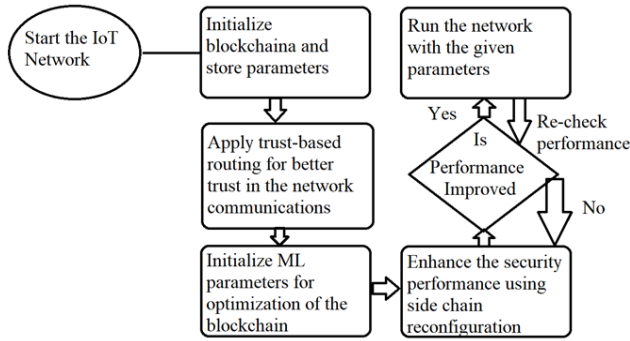 Start the IoT
Network
Initialize
blockchaina and
store parameters
Apply trust-based
routing for better
trust in the network
communications
Initialize ML
parameters for
optimization of the
blockchain
Enhance the security
performance using
side chain
reconfiguration
Is
Performance
Improved
Yes
No
Run the network
with the given
parameters
Re-check
performance